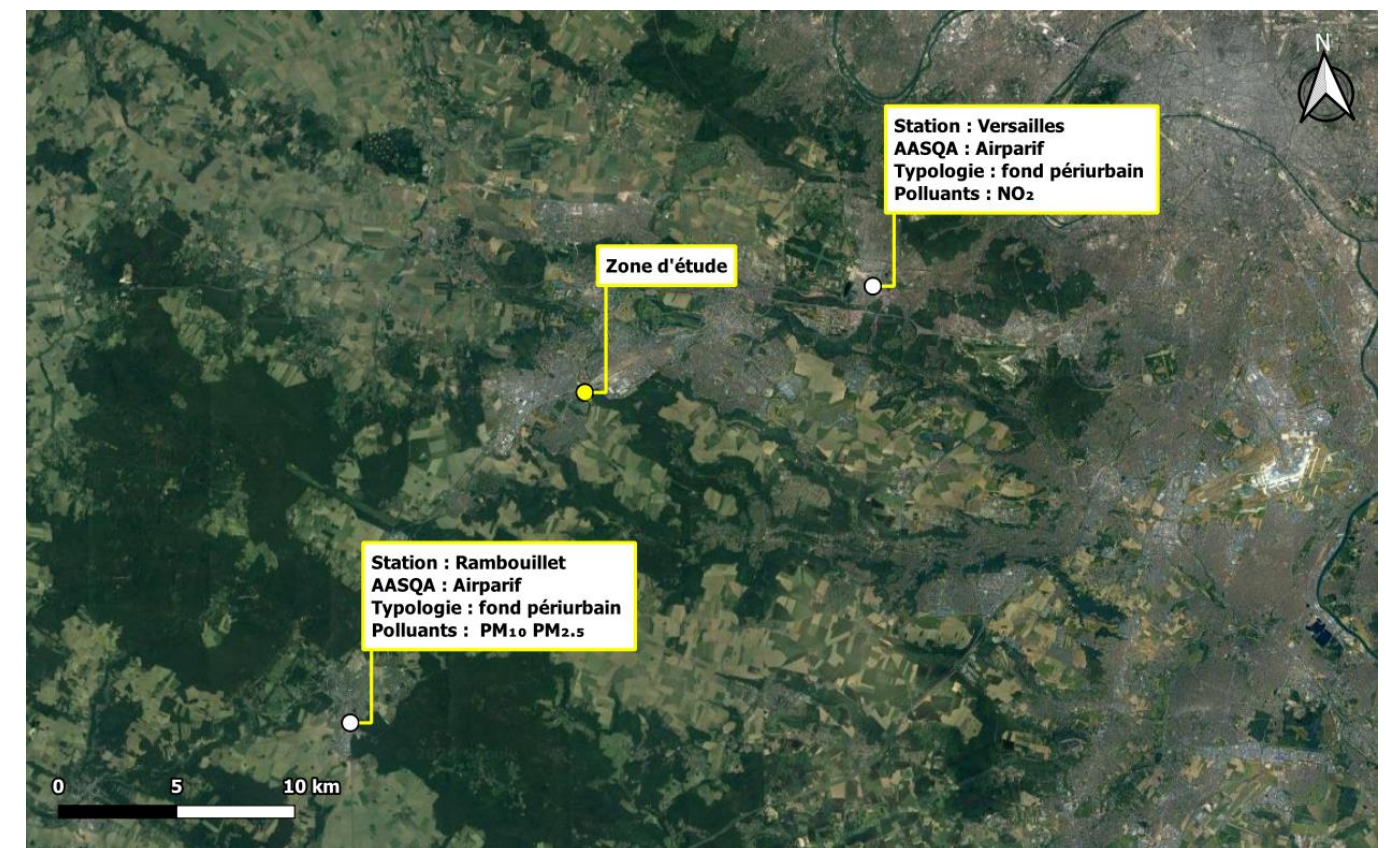 N
Station : Versailles
AASQA : Airparif
Typologie : fond périurbain
Polluants : NO₂
Zone d'étude
Station : Rambouillet
AASQA : Airparif
Typologie : fond périurbain
Polluants : PM₁₀ PM₂.₅
0 5 10 km